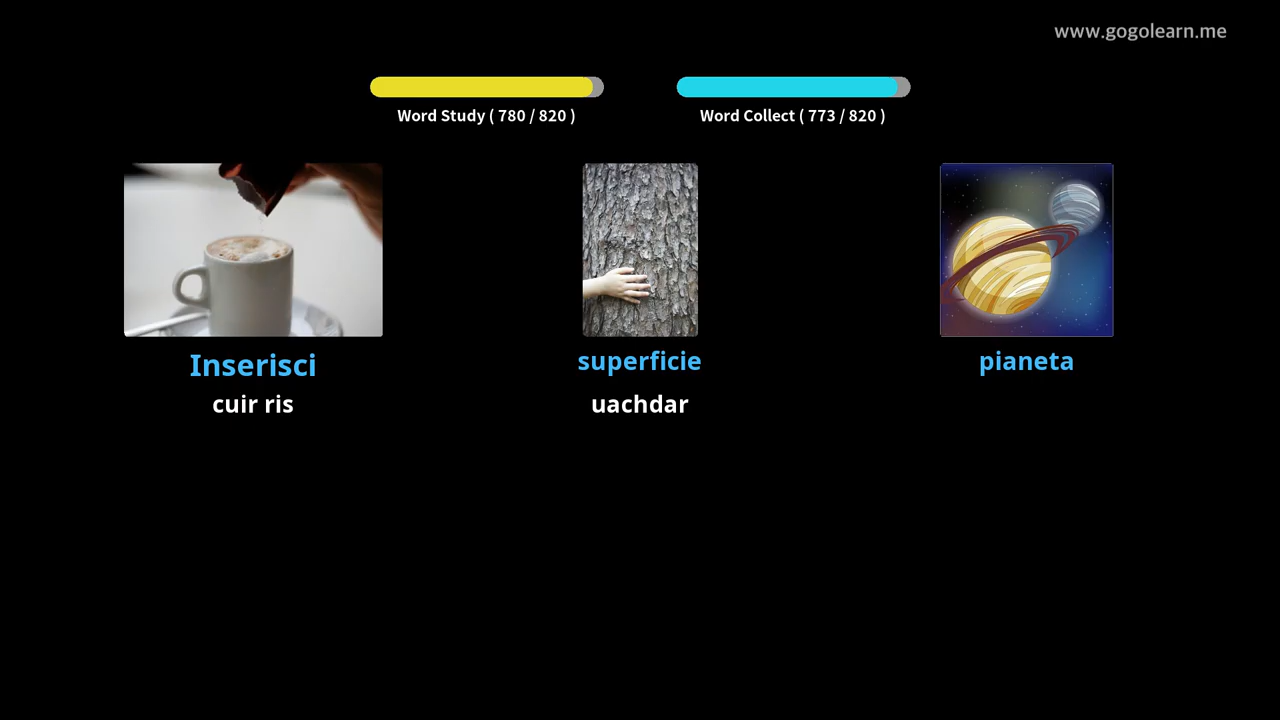 www.gogolearn.me
Word Study ( 780 / 820 )
Word Collect ( 773 / 820 )
Inserisci
superficie
pianeta
cuir ris
uachdar